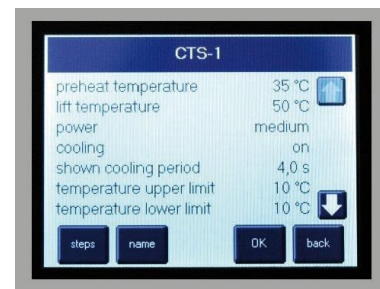 CTS-1
preheat temperature 35 °C
lift temperature 50 °C
power medium
cooling on
shown cooling period 4,0 s
temperature upper limit 10 °C
temperature lower limit 10 °C
steps name OK back